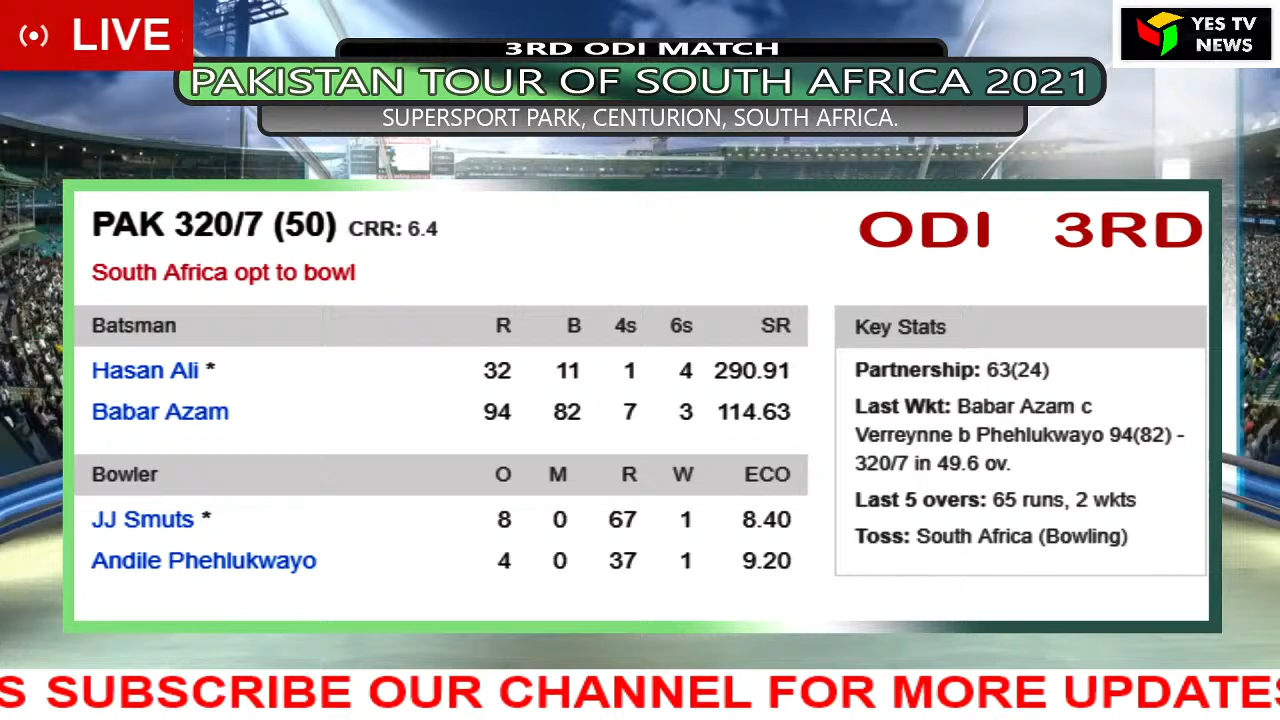 LIVE
YES TV
NEWS
3RD ODI MATCH
PAKISTAN TOUR OF SOUTH AFRICA 2021
SUPERSPORT PARK, CENTURION, SOUTH AFRICA.
PAK 320/7 (50) CRR: 6.4
ODI 3RD
South Africa opt to bowl
Batsman R B 4s 6s SR
Hasan Ali * 32 11 1 4 290.91
Babar Azam 94 82 7 3 114.63
Bowler O M R W ECO
JJ Smuts * 8 0 67 1 8.40
Andile Phehlukwayo 4 0 37 1 9.20
Key Stats
Partnership: 63(24)
Last Wkt: Babar Azam c
Verreynne b Phehlukwayo 94(82) -
320/7 in 49.6 ov.
Last 5 overs: 65 runs, 2 wkts
Toss: South Africa (Bowling)
S SUBSCRIBE OUR CHANNEL FOR MORE UPDATES